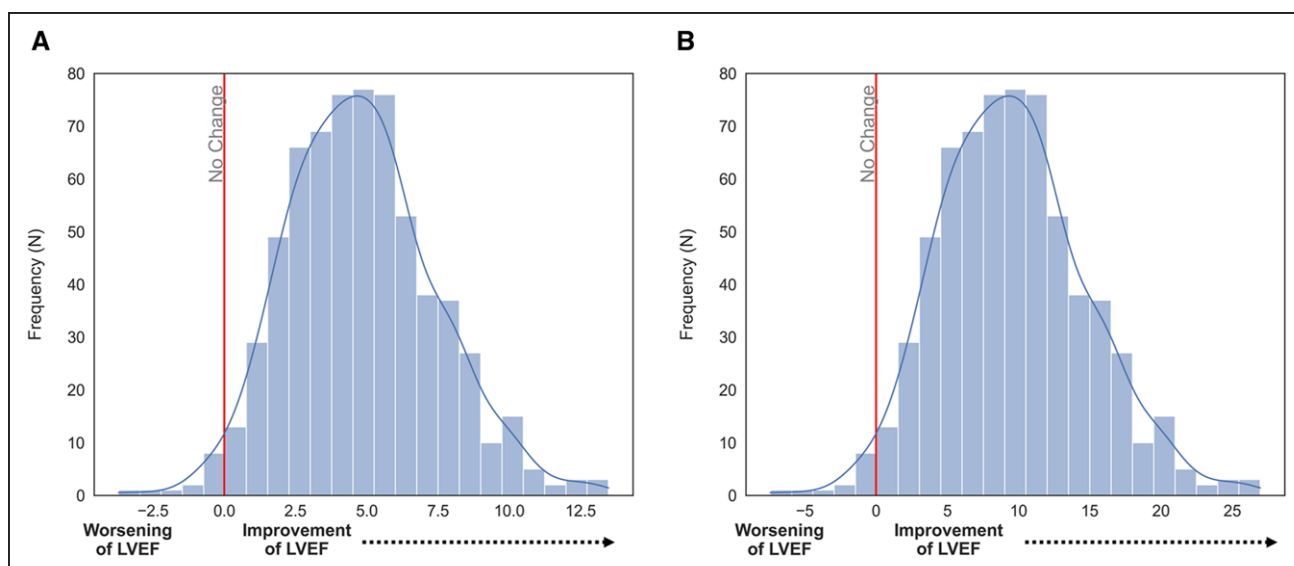 A
80
70
60
50
40
30
20
10
0
Frequency (N)
No Change
−2.5 0.0 2.5 5.0 7.5 10.0 12.5
Worsening
of LVEF
Improvement
of LVEF
B
80
70
60
50
40
30
20
10
0
Frequency (N)
No Change
−5 0 5 10 15 20 25
Worsening
of LVEF
Improvement
of LVEF